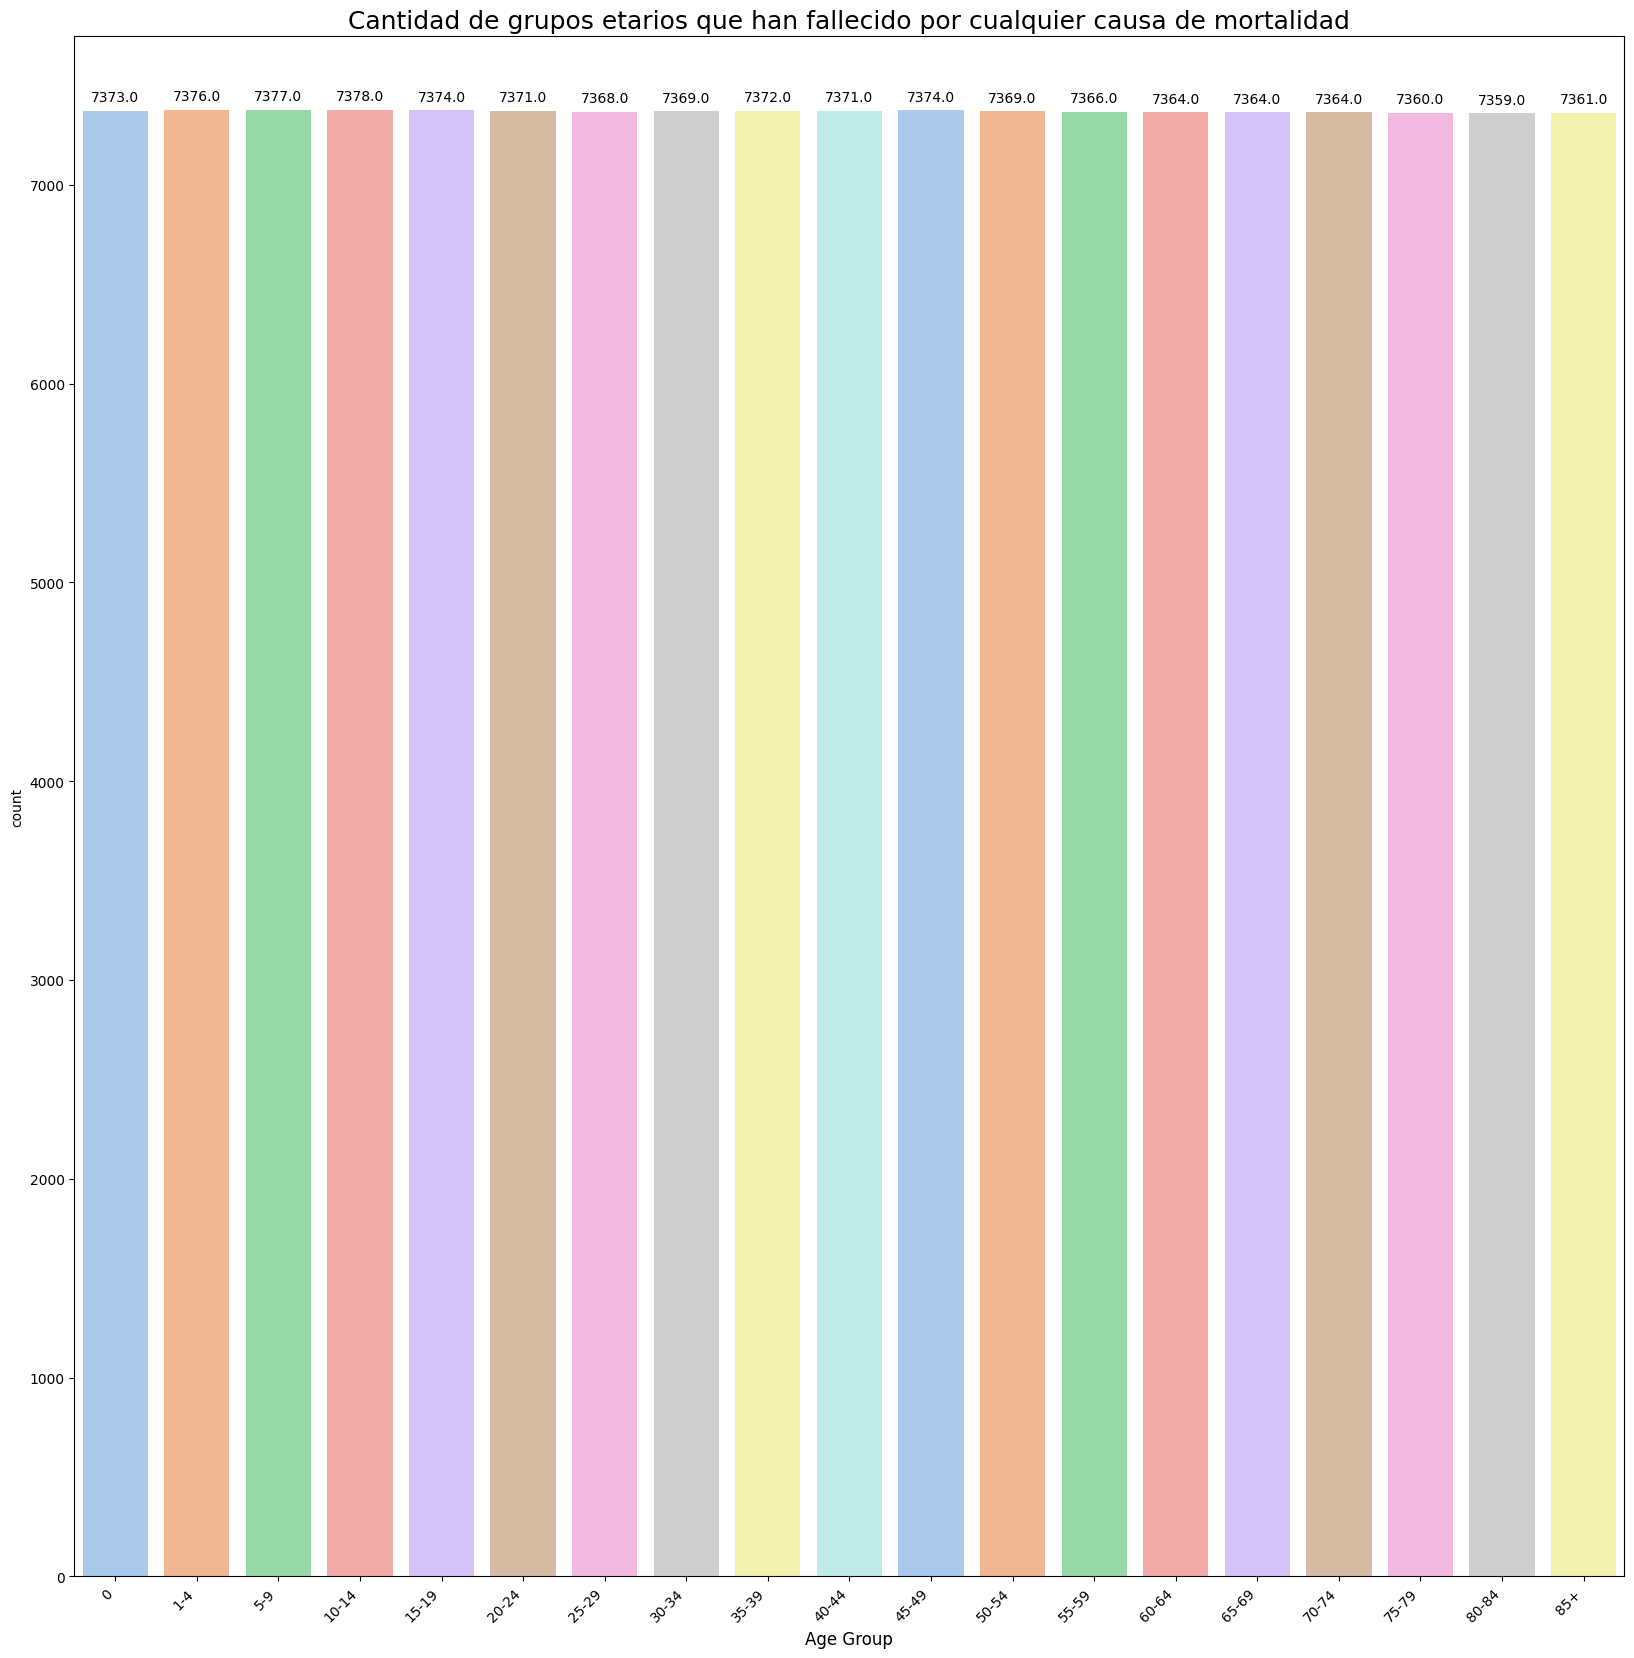 Cantidad de grupos etarios que han fallecido por cualquier causa de mortalidad
7373.0 7376.0 7377.0 7378.0 7374.0 7371.0 7368.0 7369.0 7372.0 7371.0 7374.0 7369.0 7366.0 7364.0 7364.0 7364.0 7360.0 7359.0 7361.0
7000
6000
5000
4000
count
3000
2000
1000
0
0 1-4 5-9 10-14 15-19 20-24 25-29 30-34 35-39 40-44 45-49 50-54 55-59 60-64 65-69 70-74 75-79 80-84 85+
Age Group